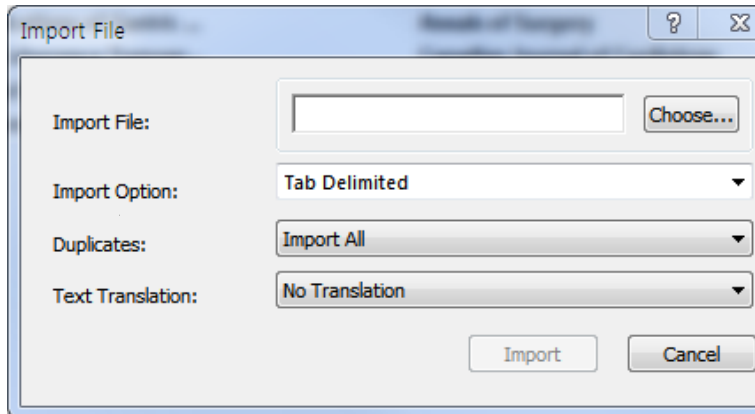 Import File
Import File:
Choose...
Import Option:
Tab Delimited
Duplicates:
Import All
Text Translation:
No Translation
Import
Cancel